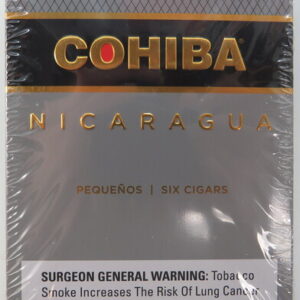 COHIBA
NICARAGUA
PEQUEÑOS | SIX CIGARS
SURGEON GENERAL WARNING: Tobacco
Smoke Increases The Risk Of Lung Cancer